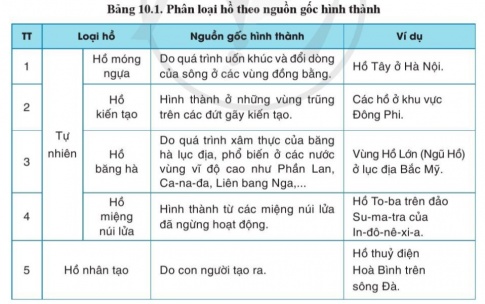 Bảng 10.1. Phân loại hồ theo nguồn gốc hình thành
TT Loại hồ Nguồn gốc hình thành Ví dụ
1 Hồ móng ngựa Do quá trình uốn khúc và đổi dòng của sông ở các vùng đồng bằng. Hồ Tây ở Hà Nội.
Tự nhiên
2 Hồ kiến tạo Hình thành ở những vùng trũng trên các đứt gãy kiến tạo. Các hồ ở khu vực Đông Phi.
3 Hồ băng hà Do quá trình xâm thực của băng hà lục địa, phổ biến ở các nước vùng vĩ độ cao như Phần Lan, Ca-na-đa, Liên bang Nga,... Vùng Hồ Lớn (Ngũ Hồ) ở lục địa Bắc Mỹ.
4 Hồ miệng núi lửa Hình thành từ các miệng núi lửa đã ngừng hoạt động. Hồ To-ba trên đảo Su-ma-tra của In-đô-nê-xi-a.
5 Hồ nhân tạo Do con người tạo ra. Hồ thuỷ điện Hoà Bình trên sông Đà.